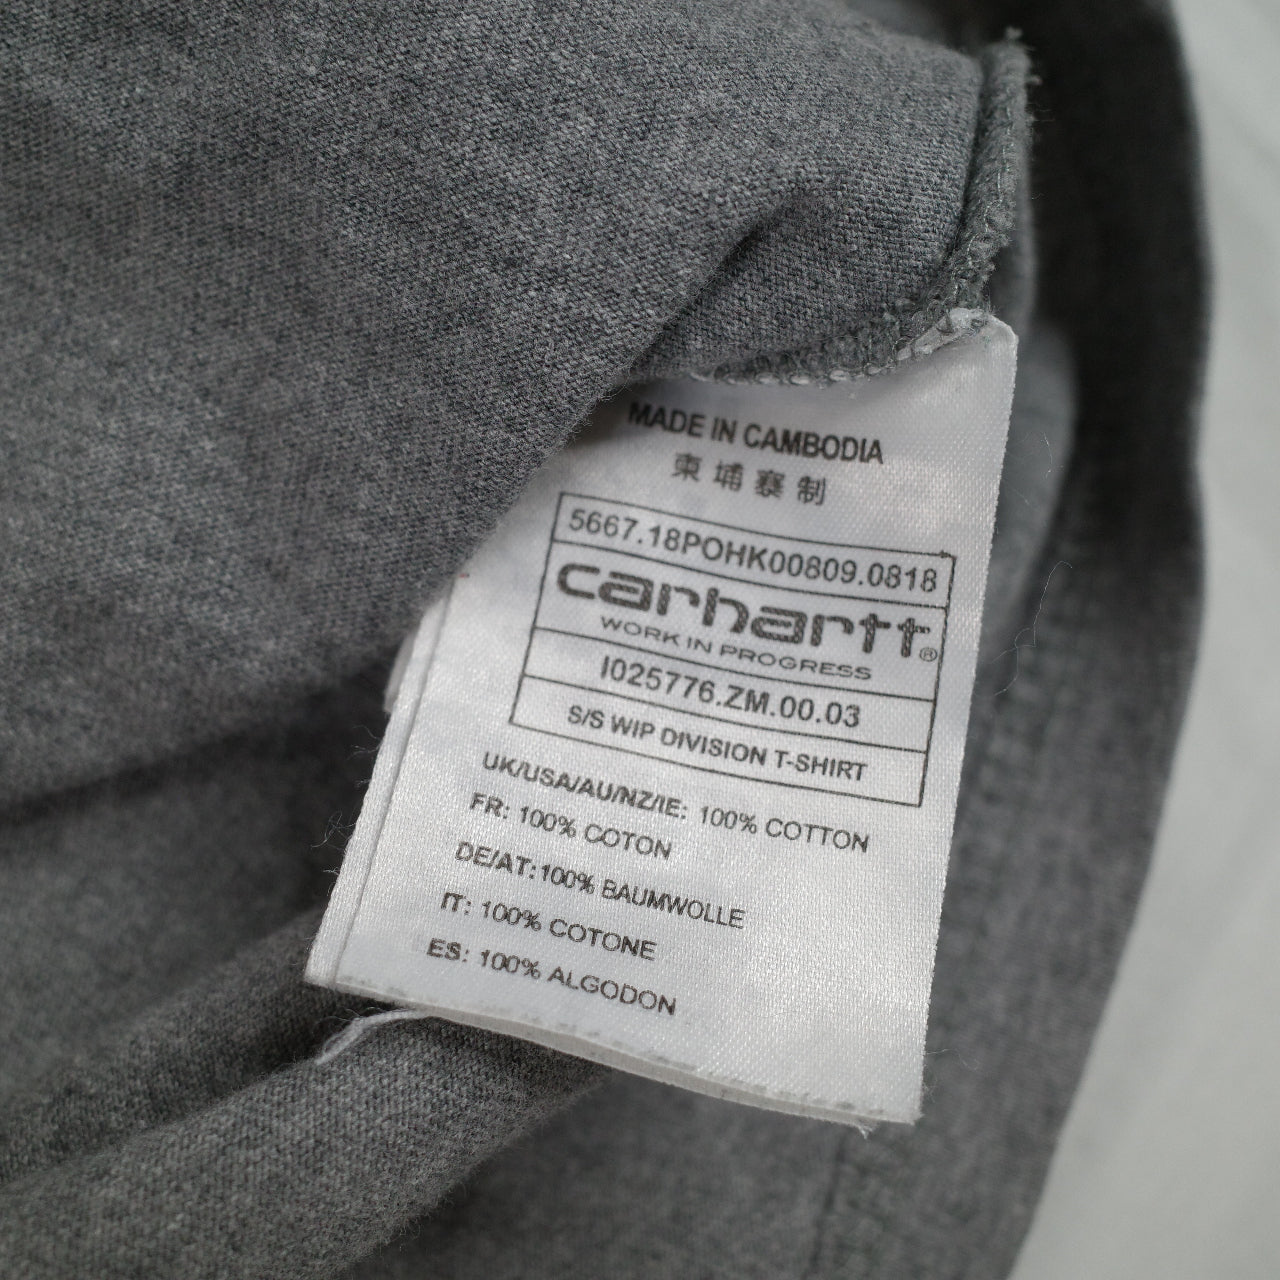 MADE IN CAMBODIA
柬埔寨制
5667.18POHK00809.0818
carhartt®
WORK IN PROGRESS
I025776.ZM.00.03
S/S WIP DIVISION T-SHIRT
UK/USA/AU/NZ/IE: 100% COTTON
FR: 100% COTON
DE/AT: 100% BAUMWOLLE
IT: 100% COTONE
ES: 100% ALGODON